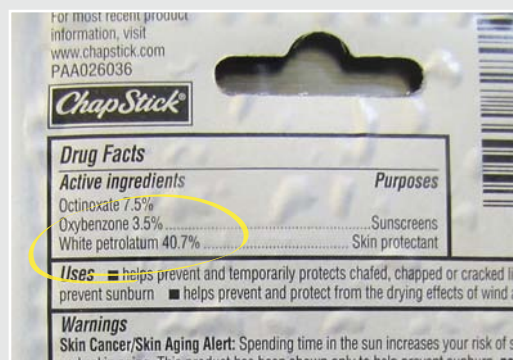 For most recent product
information, visit
www.chapstick.com
PAA026036
ChapStick®
Drug Facts
Active ingredients Purposes
Octinoxate 7.5%
Oxybenzone 3.5%..........Sunscreens
White petrolatum 40.7%..........Skin protectant
Uses ■ helps prevent and temporarily protects chafed, chapped or cracked
prevent sunburn ■ helps prevent and protect from the drying effects of wind
Warnings
Skin Cancer/Skin Aging Alert: Spending time in the sun increases your risk of